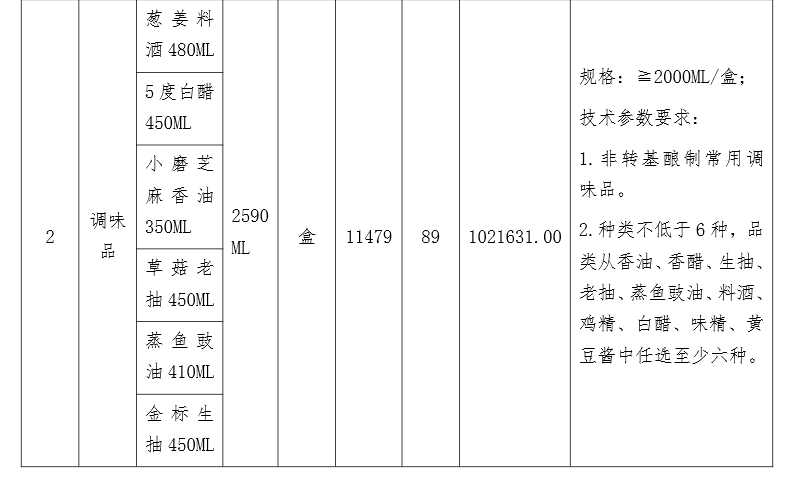 2
调味
品
葱姜料
酒480ML
5度白醋
450ML
小磨芝
麻香油
350ML
草菇老
抽450ML
蒸鱼豉
油410ML
金标生
抽450ML
2590
ML
盒
11479
89
1021631.00
规格：≧2000ML/盒；
技术参数要求：
1.非转基酿制常用调
味品。
2.种类不低于6种，品
类从香油、香醋、生抽、
老抽、蒸鱼豉油、料酒、
鸡精、白醋、味精、黄
豆酱中任选至少六种。